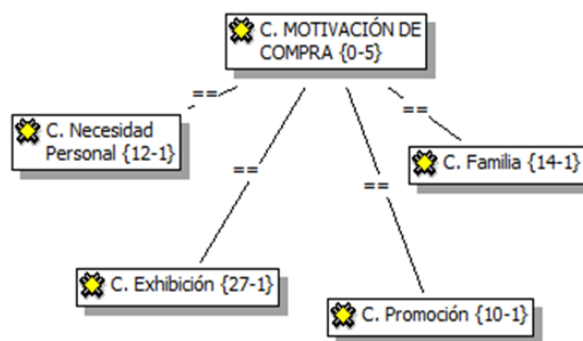 C. MOTIVACIÓN DE
COMPRA {0-5}
==
==
==
==
C. Necesidad
Personal {12-1}
C. Familia {14-1}
C. Exhibición {27-1}
C. Promoción {10-1}